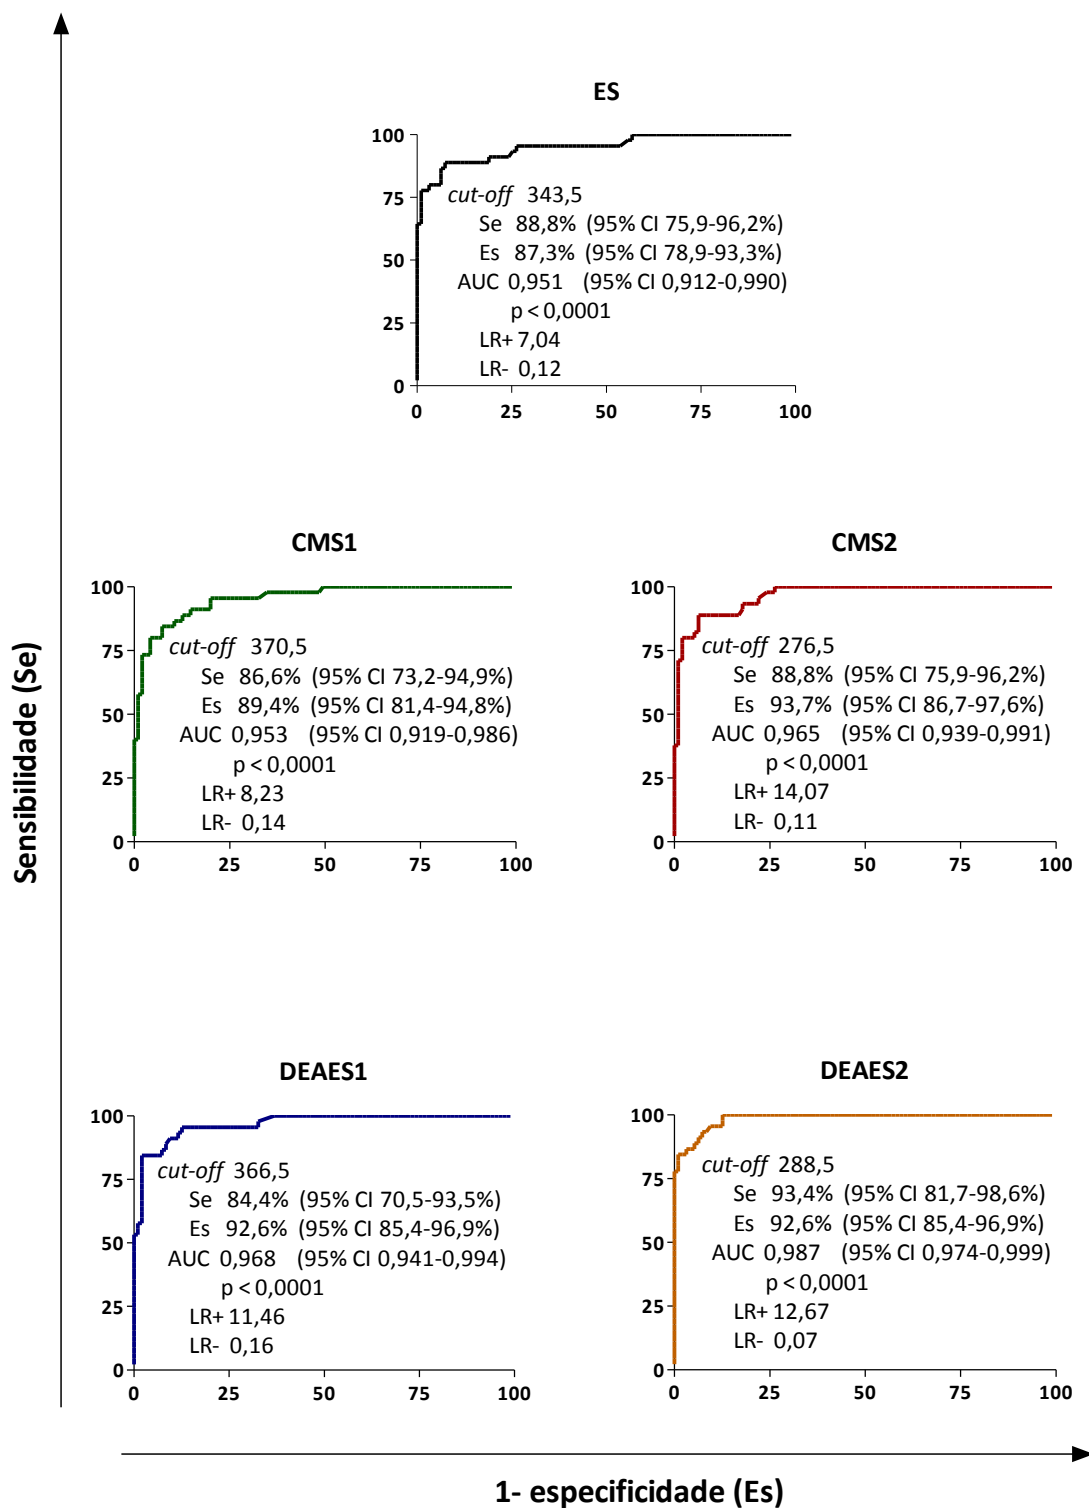 Sensibilidade (Se)
ES
100
75
50
25
0
cut-off 343,5
Se 88,8% (95% CI 75,9-96,2%)
Es 87,3% (95% CI 78,9-93,3%)
AUC 0,951 (95% CI 0,912-0,990)
p < 0,0001
LR+ 7,04
LR- 0,12
0 25 50 75 100
CMS1
100
75
50
25
0
cut-off 370,5
Se 86,6% (95% CI 73,2-94,9%)
Es 89,4% (95% CI 81,4-94,8%)
AUC 0,953 (95% CI 0,919-0,986)
p < 0,0001
LR+ 8,23
LR- 0,14
0 25 50 75 100
CMS2
100
75
50
25
0
cut-off 276,5
Se 88,8% (95% CI 75,9-96,2%)
Es 93,7% (95% CI 86,7-97,6%)
AUC 0,965 (95% CI 0,939-0,991)
p < 0,0001
LR+ 14,07
LR- 0,11
0 25 50 75 100
DEAES1
100
75
50
25
0
cut-off 366,5
Se 84,4% (95% CI 70,5-93,5%)
Es 92,6% (95% CI 85,4-96,9%)
AUC 0,968 (95% CI 0,941-0,994)
p < 0,0001
LR+ 11,46
LR- 0,16
0 25 50 75 100
DEAES2
100
75
50
25
0
cut-off 288,5
Se 93,4% (95% CI 81,7-98,6%)
Es 92,6% (95% CI 85,4-96,9%)
AUC 0,987 (95% CI 0,974-0,999)
p < 0,0001
LR+ 12,67
LR- 0,07
0 25 50 75 100
1- especificidade (Es)